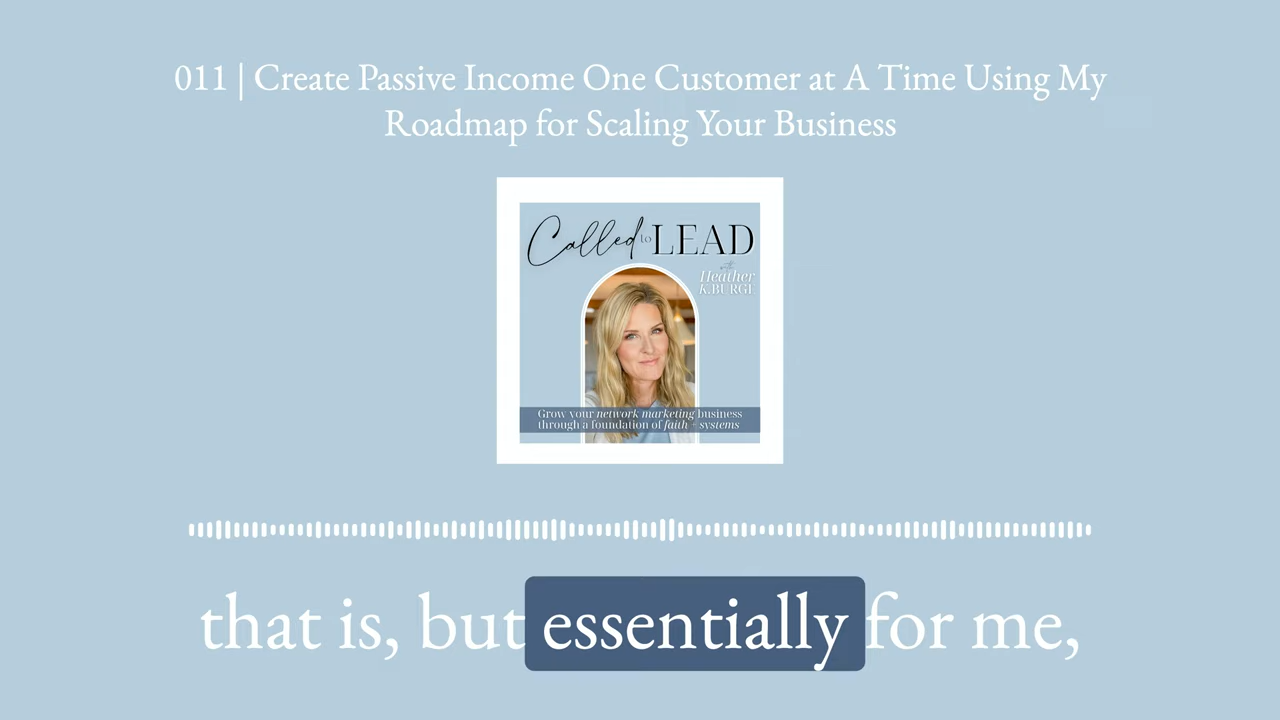 011 | Create Passive Income One Customer at A Time Using My
Roadmap for Scaling Your Business
Called to LEAD
with
Heather
K.BURGE
Grow your network marketing business
through a foundation of faith + systems
that is, but essentially for me,